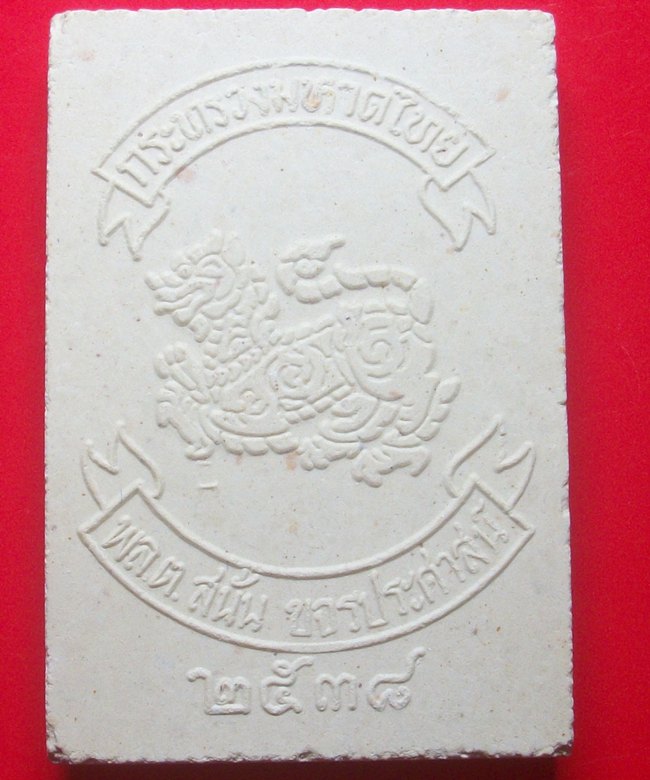 กระทรวงมหาดไทย
พล.ต. สนั่น ขจรประศาสน์
๒๕๓๘